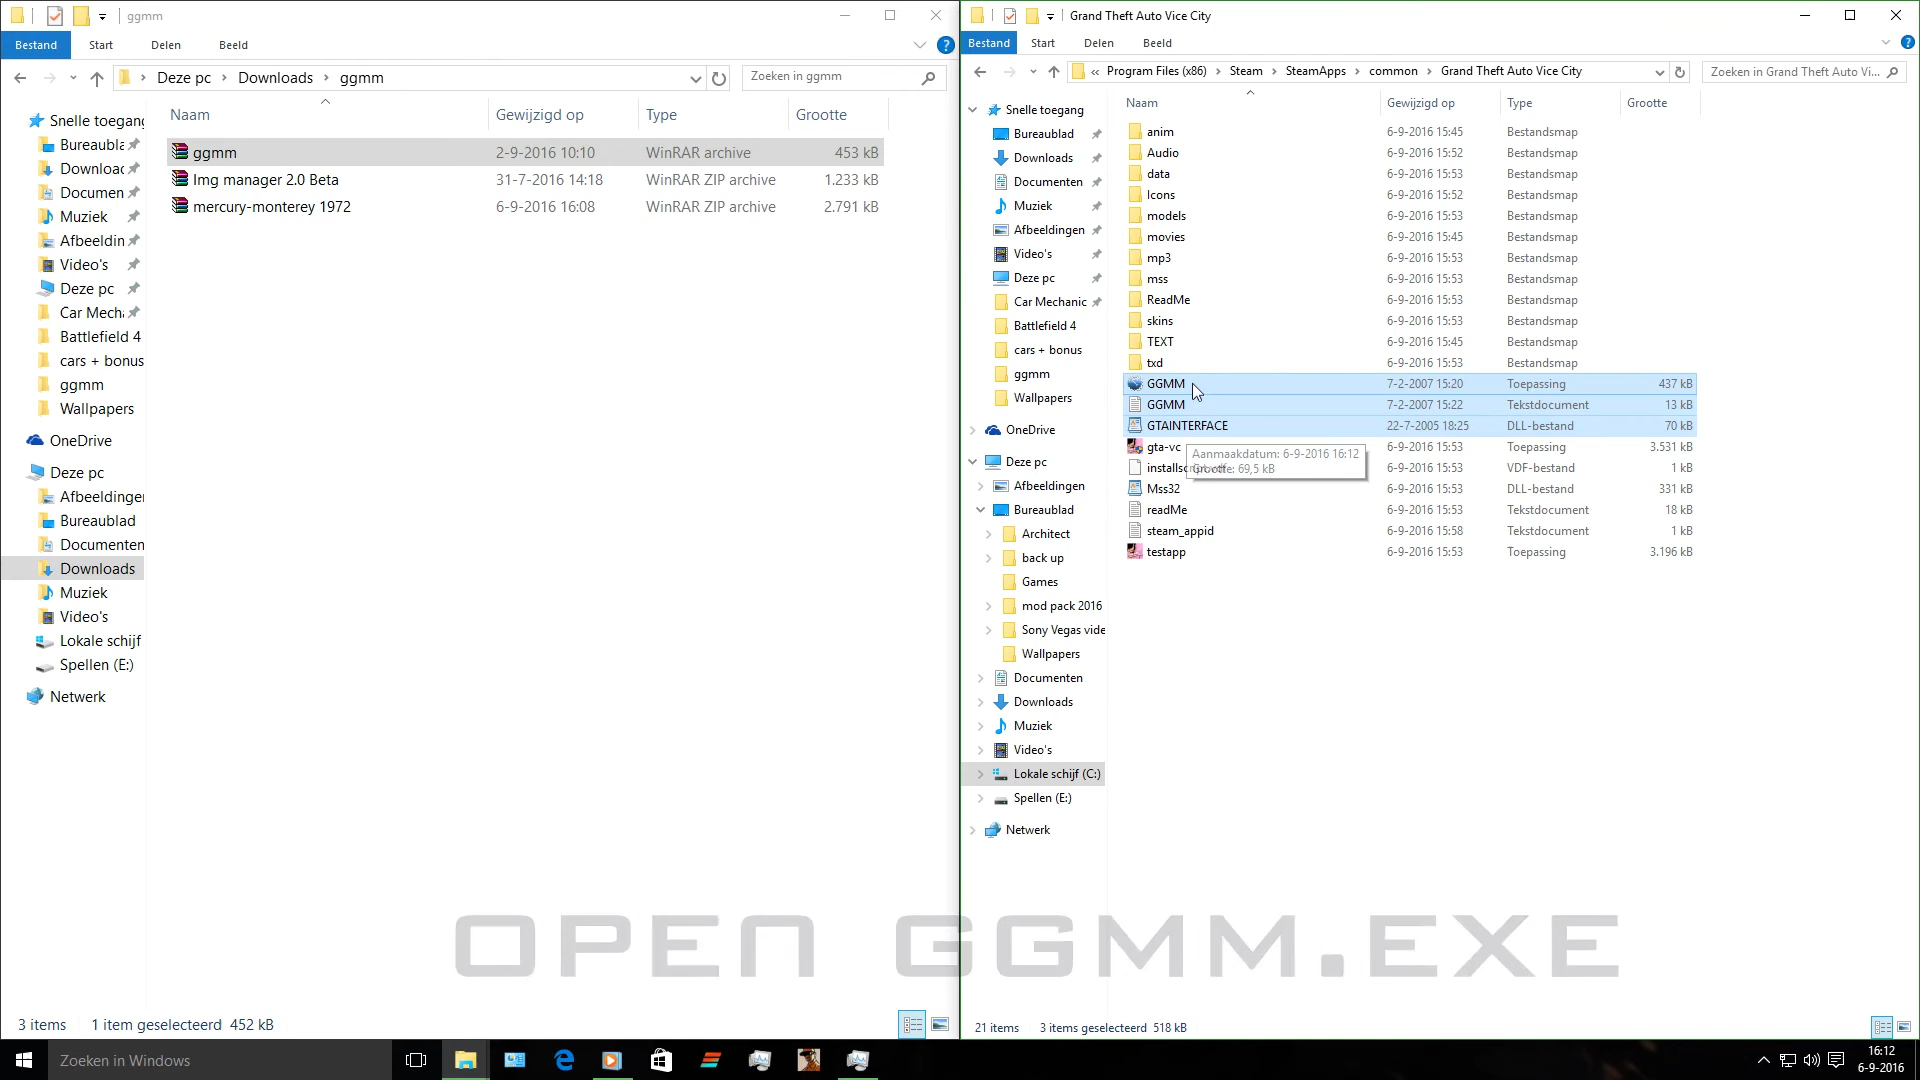 ggmm
Bestand
Start
Delen
Beeld
Deze pc
Downloads
ggmm
Zoeken in ggmm
Naam
Gewijzigd op
Type
Grootte
ggmm 2-9-2016 10:10 WinRAR archive 453 kB
Img manager 2.0 Beta 31-7-2016 14:18 WinRAR ZIP archive 1.233 kB
mercury-monterey 1972 6-9-2016 16:08 WinRAR ZIP archive 2.791 kB
Snelle toegang
Bureaubla
Download
Documen
Muziek
Afbeeldin
Video's
Deze pc
Car Mech
Battlefield 4
cars + bonus
ggmm
Wallpapers
OneDrive
Deze pc
Afbeeldingen
Bureaublad
Documenten
Downloads
Muziek
Video's
Lokale schijf
Spellen (E:)
Netwerk
3 items 1 item geselecteerd 452 kB
Grand Theft Auto Vice City
Bestand
Start
Delen
Beeld
« Program Files (x86)
Steam
SteamApps
common
Grand Theft Auto Vice City
Zoeken in Grand Theft Auto Vi...
Naam
Gewijzigd op
Type
Grootte
anim 6-9-2016 15:45 Bestandsmap
Audio 6-9-2016 15:52 Bestandsmap
data 6-9-2016 15:53 Bestandsmap
Icons 6-9-2016 15:52 Bestandsmap
models 6-9-2016 15:53 Bestandsmap
movies 6-9-2016 15:45 Bestandsmap
mp3 6-9-2016 15:53 Bestandsmap
mss 6-9-2016 15:53 Bestandsmap
ReadMe 6-9-2016 15:53 Bestandsmap
skins 6-9-2016 15:53 Bestandsmap
TEXT 6-9-2016 15:45 Bestandsmap
txd 6-9-2016 15:53 Bestandsmap
GGMM 7-2-2007 15:20 Toepassing 437 kB
GGMM 7-2-2007 15:22 Tekstdocument 13 kB
GTAINTERFACE 22-7-2005 18:25 DLL-bestand 70 kB
gta-vc 6-9-2016 15:53 Toepassing 3.531 kB
installsc 6-9-2016 15:53 VDF-bestand 1 kB
Mss32 6-9-2016 15:53 DLL-bestand 331 kB
readMe 6-9-2016 15:53 Tekstdocument 18 kB
steam_appid 6-9-2016 15:58 Tekstdocument 1 kB
testapp 6-9-2016 15:53 Toepassing 3.196 kB
Aanmaakdatum: 6-9-2016 16:12
Grootte: 69,5 kB
Snelle toegang
Bureaublad
Downloads
Documenten
Muziek
Afbeeldingen
Video's
Deze pc
Car Mechanic
Battlefield 4
cars + bonus
ggmm
Wallpapers
OneDrive
Deze pc
Afbeeldingen
Bureaublad
Architect
back up
Games
mod pack 2016
Sony Vegas vide
Wallpapers
Documenten
Downloads
Muziek
Video's
Lokale schijf (C:)
Spellen (E:)
Netwerk
21 items 3 items geselecteerd 518 kB
OPEN GGMM.EXE
Zoeken in Windows
16:12
6-9-2016